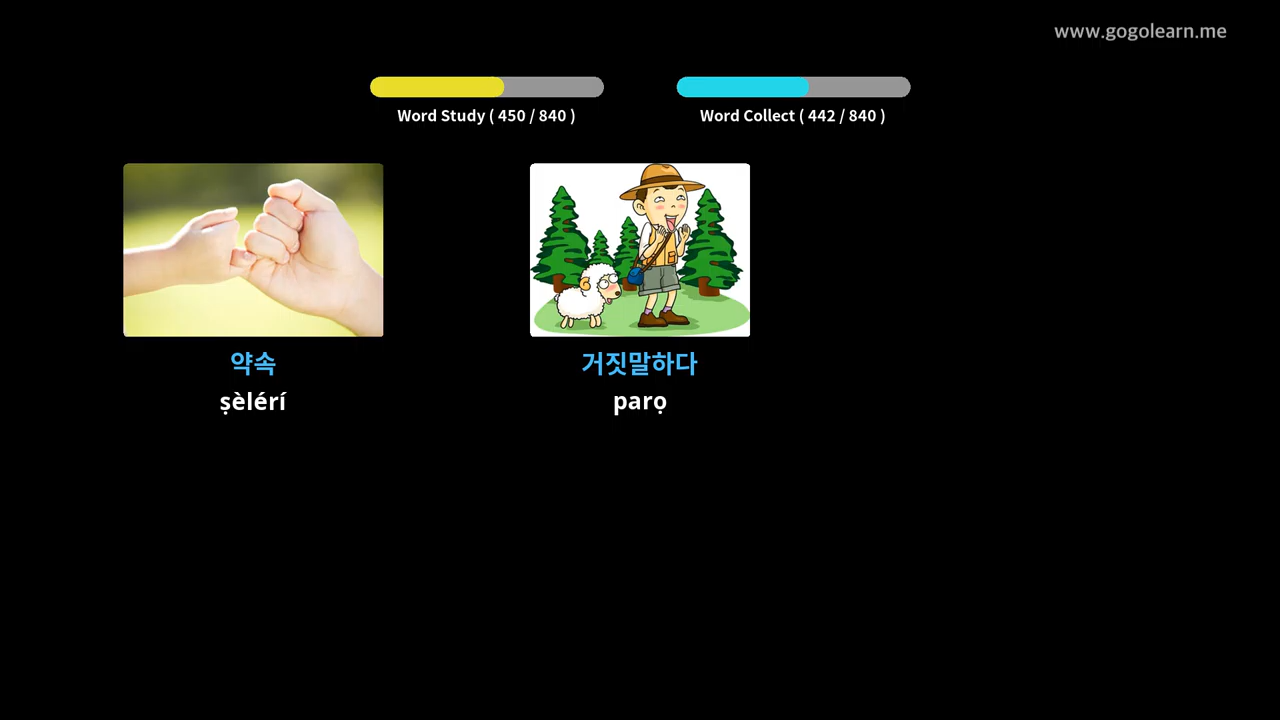 www.gogolearn.me
Word Study ( 450 / 840 )
Word Collect ( 442 / 840 )
약속
ṣèlérí
거짓말하다
parọ